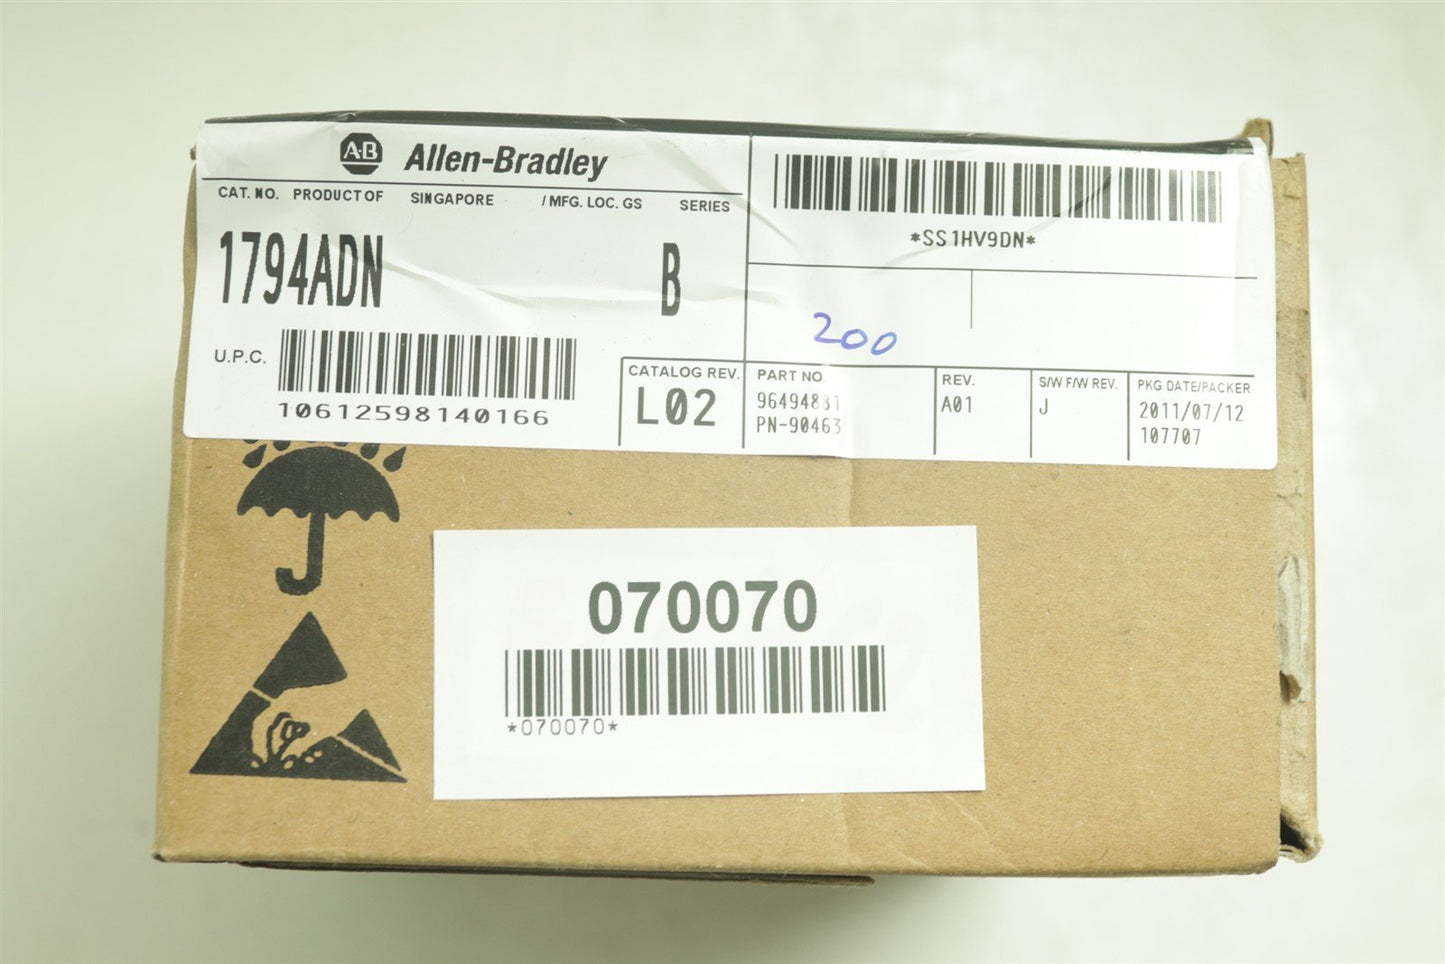 A·B Allen-Bradley
CAT. NO. PRODUCT OF SINGAPORE / MFG. LOC. GS SERIES
1794ADN B
U.P.C.
10612598140166
CATALOG REV.
L02
*SS1HV9DN*
200
PART NO.
96494881
PN-90463
REV.
A01
S/W F/W REV.
J
PKG DATE/PACKER
2011/07/12
107707
070070
*070070*